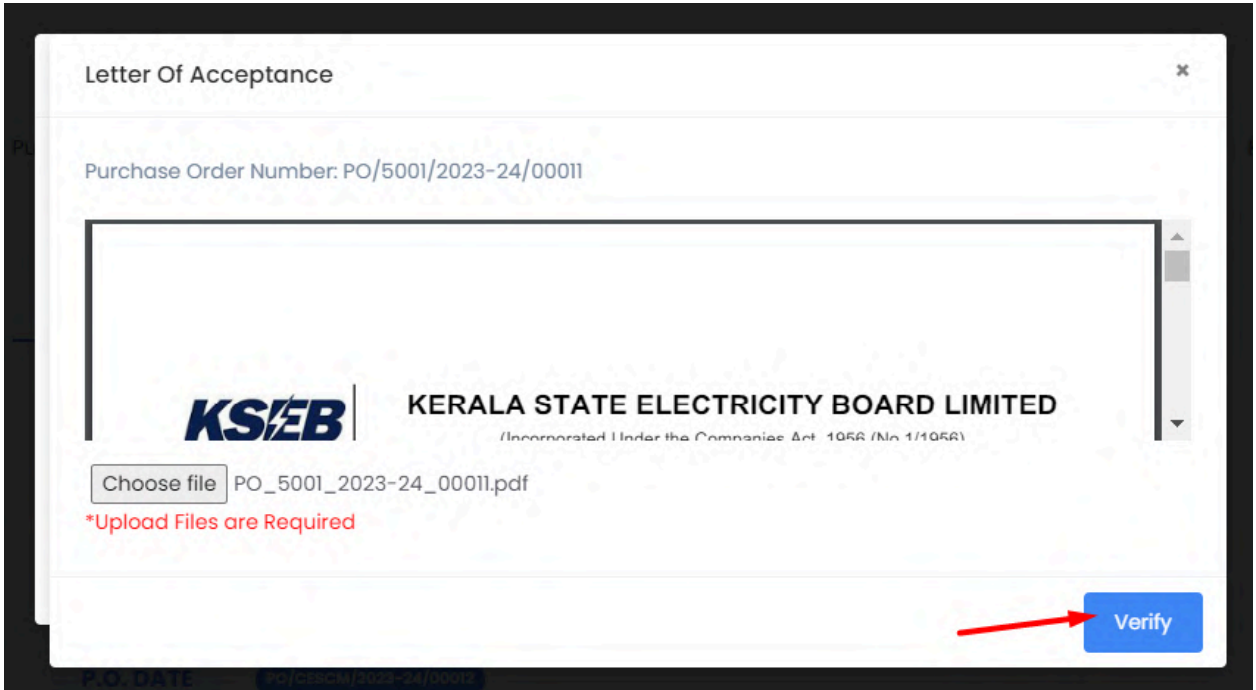 Letter Of Acceptance
×
Purchase Order Number: PO/5001/2023-24/00011
KSEB
KERALA STATE ELECTRICITY BOARD LIMITED
(Incorporated Under the Companies Act, 1956 (No 1/1956)
Choose file PO_5001_2023-24_00011.pdf
*Upload Files are Required
Verify
P.O. DATE PO/CESCM/2023-24/00012